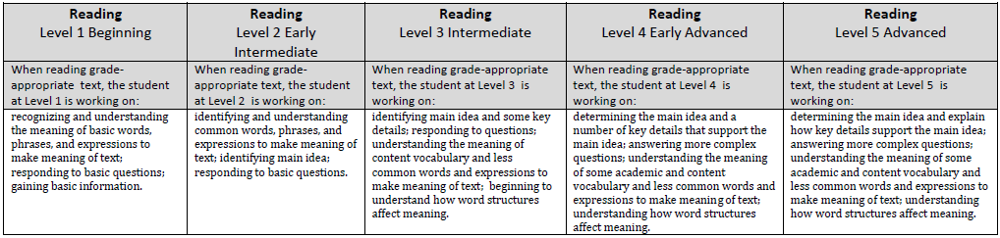 Reading
Level 1 Beginning
Reading
Level 2 Early
Intermediate
Reading
Level 3 Intermediate
Reading
Level 4 Early Advanced
Reading
Level 5 Advanced
When reading grade-
appropriate text, the student
at Level 1 is working on:
When reading grade-
appropriate text, the student
at Level 2 is working on:
When reading grade-appropriate
text, the student at Level 3 is
working on:
When reading grade-appropriate
text, the student at Level 4 is
working on:
When reading grade-appropriate
text, the student at Level 5 is
working on:
recognizing and understanding
the meaning of basic words,
phrases, and expressions to
make meaning of text;
responding to basic questions;
gaining basic information.
identifying and understanding
common words, phrases, and
expressions to make meaning of
text; identifying main idea;
responding to basic questions.
identifying main idea and some key
details; responding to questions;
understanding the meaning of
content vocabulary and less
common words and expressions to
make meaning of text; beginning to
understand how word structures
affect meaning.
determining the main idea and a
number of key details that support the
main idea; answering more complex
questions; understanding the meaning
of some academic and content
vocabulary and less common words and
expressions to make meaning of text;
understanding how word structures
affect meaning.
determining the main idea and explain
how key details support the main idea;
answering more complex questions;
understanding the meaning of some
academic and content vocabulary and
less common words and expressions to
make meaning of text; understanding
how word structures affect meaning.